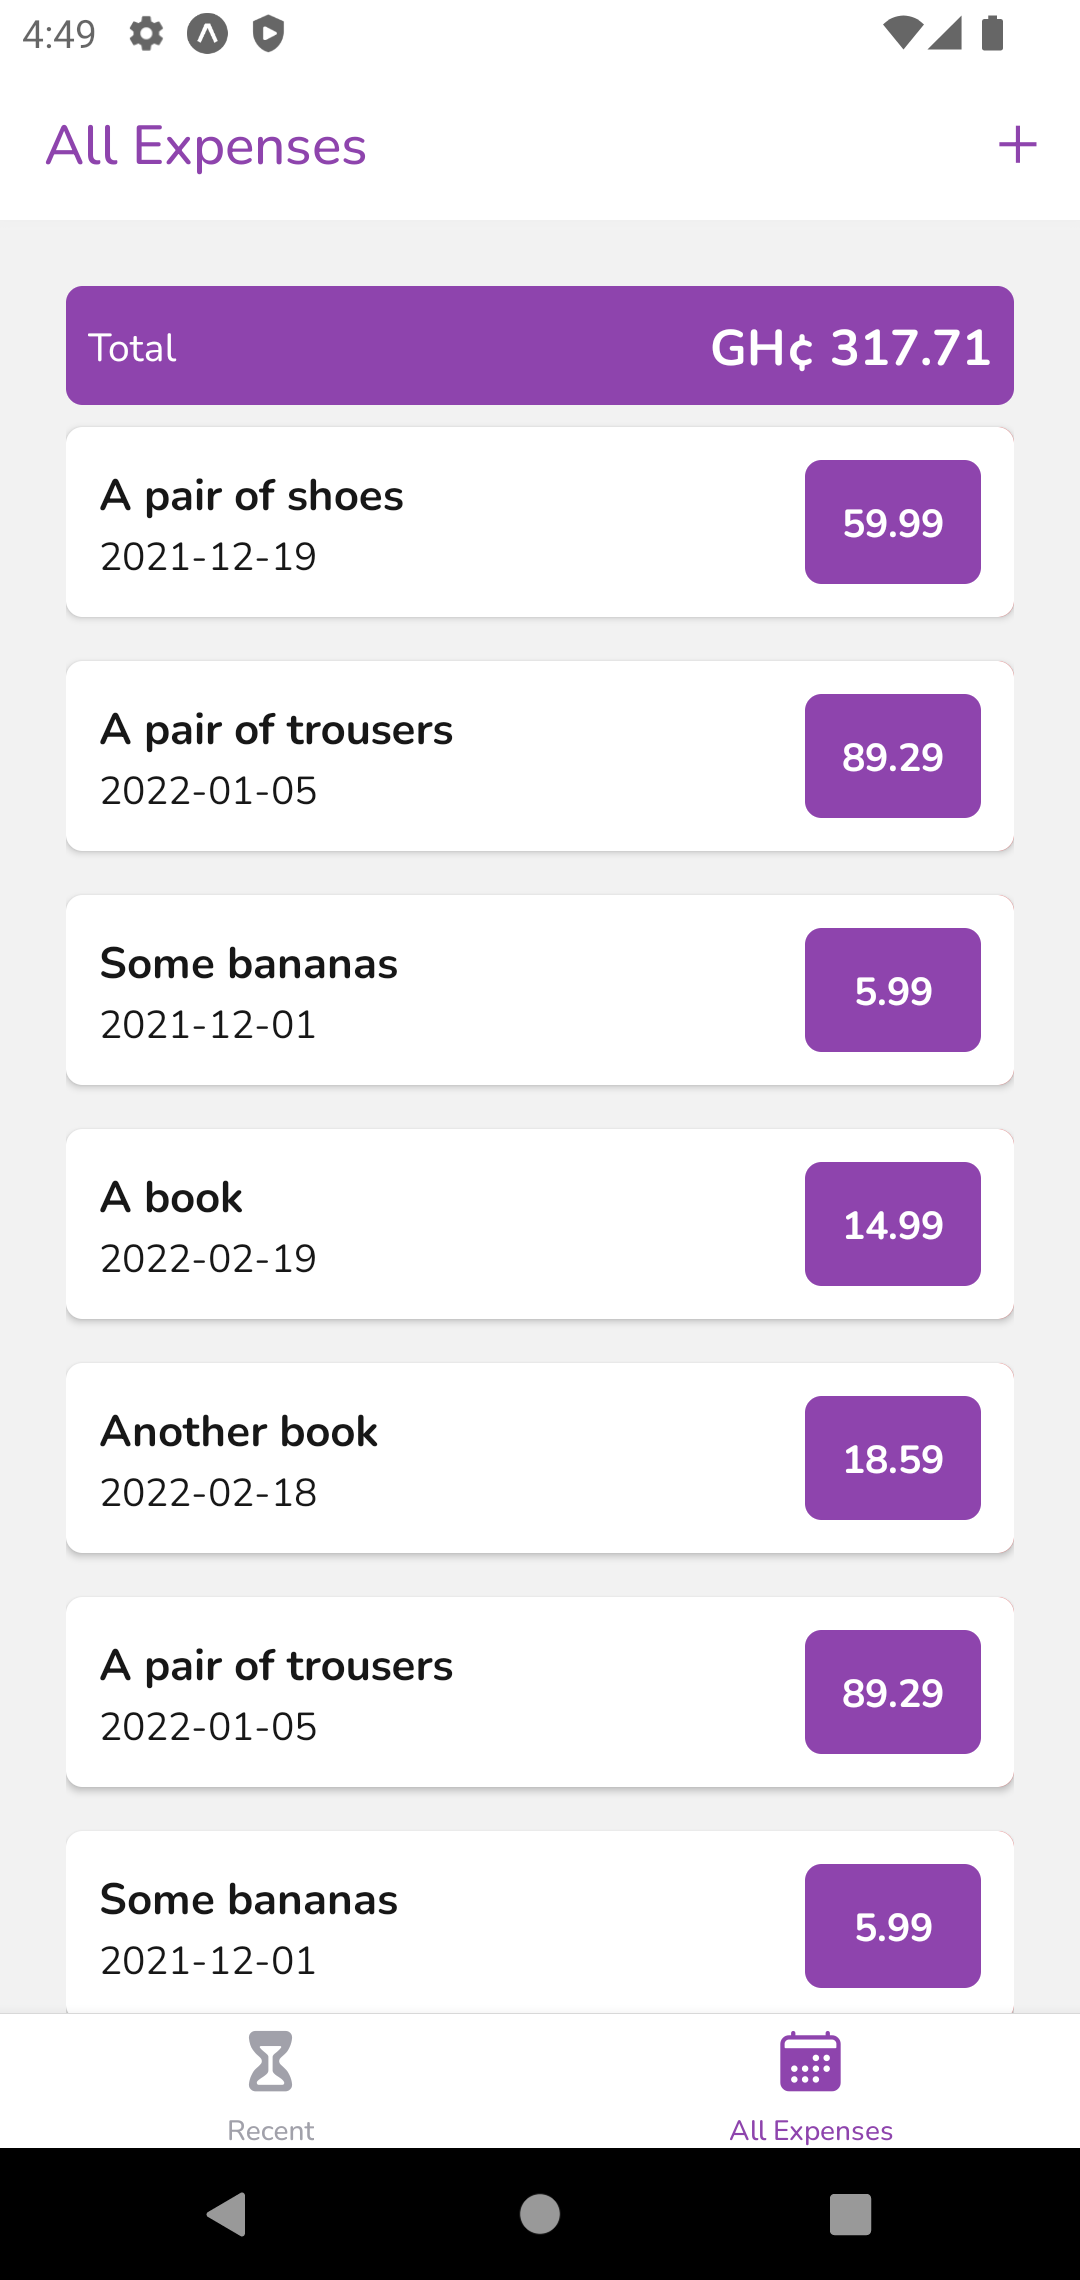 4:49
All Expenses
Total GH¢ 317.71
A pair of shoes
2021-12-19
59.99
A pair of trousers
2022-01-05
89.29
Some bananas
2021-12-01
5.99
A book
2022-02-19
14.99
Another book
2022-02-18
18.59
A pair of trousers
2022-01-05
89.29
Some bananas
2021-12-01
5.99
Recent
All Expenses